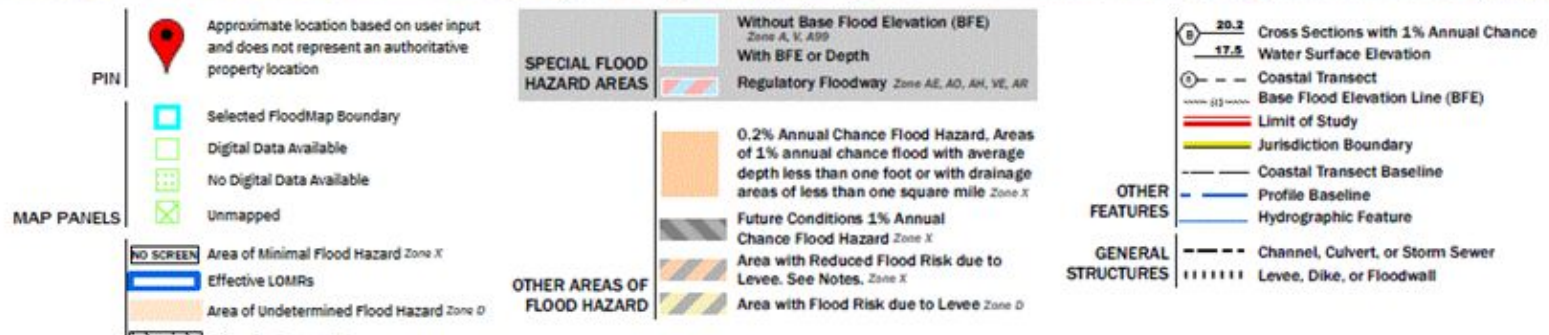 PIN
Approximate location based on user input
and does not represent an authoritative
property location
MAP PANELS
Selected FloodMap Boundary
Digital Data Available
No Digital Data Available
Unmapped
NO SCREEN Area of Minimal Flood Hazard Zone X
Effective LOMRs
Area of Undetermined Flood Hazard Zone D
SPECIAL FLOOD
HAZARD AREAS
Without Base Flood Elevation (BFE)
Zone A, V, A99
With BFE or Depth
Regulatory Floodway Zone AE, AO, AH, VE, AR
OTHER AREAS OF
FLOOD HAZARD
0.2% Annual Chance Flood Hazard, Areas
of 1% annual chance flood with average
depth less than one foot or with drainage
areas of less than one square mile Zone X
Future Conditions 1% Annual
Chance Flood Hazard Zone X
Area with Reduced Flood Risk due to
Levee. See Notes. Zone X
Area with Flood Risk due to Levee Zone D
OTHER
FEATURES
B 20.2 Cross Sections with 1% Annual Chance
17.5 Water Surface Elevation
Coastal Transect
Base Flood Elevation Line (BFE)
Limit of Study
Jurisdiction Boundary
Coastal Transect Baseline
Profile Baseline
Hydrographic Feature
GENERAL
STRUCTURES
Channel, Culvert, or Storm Sewer
Levee, Dike, or Floodwall